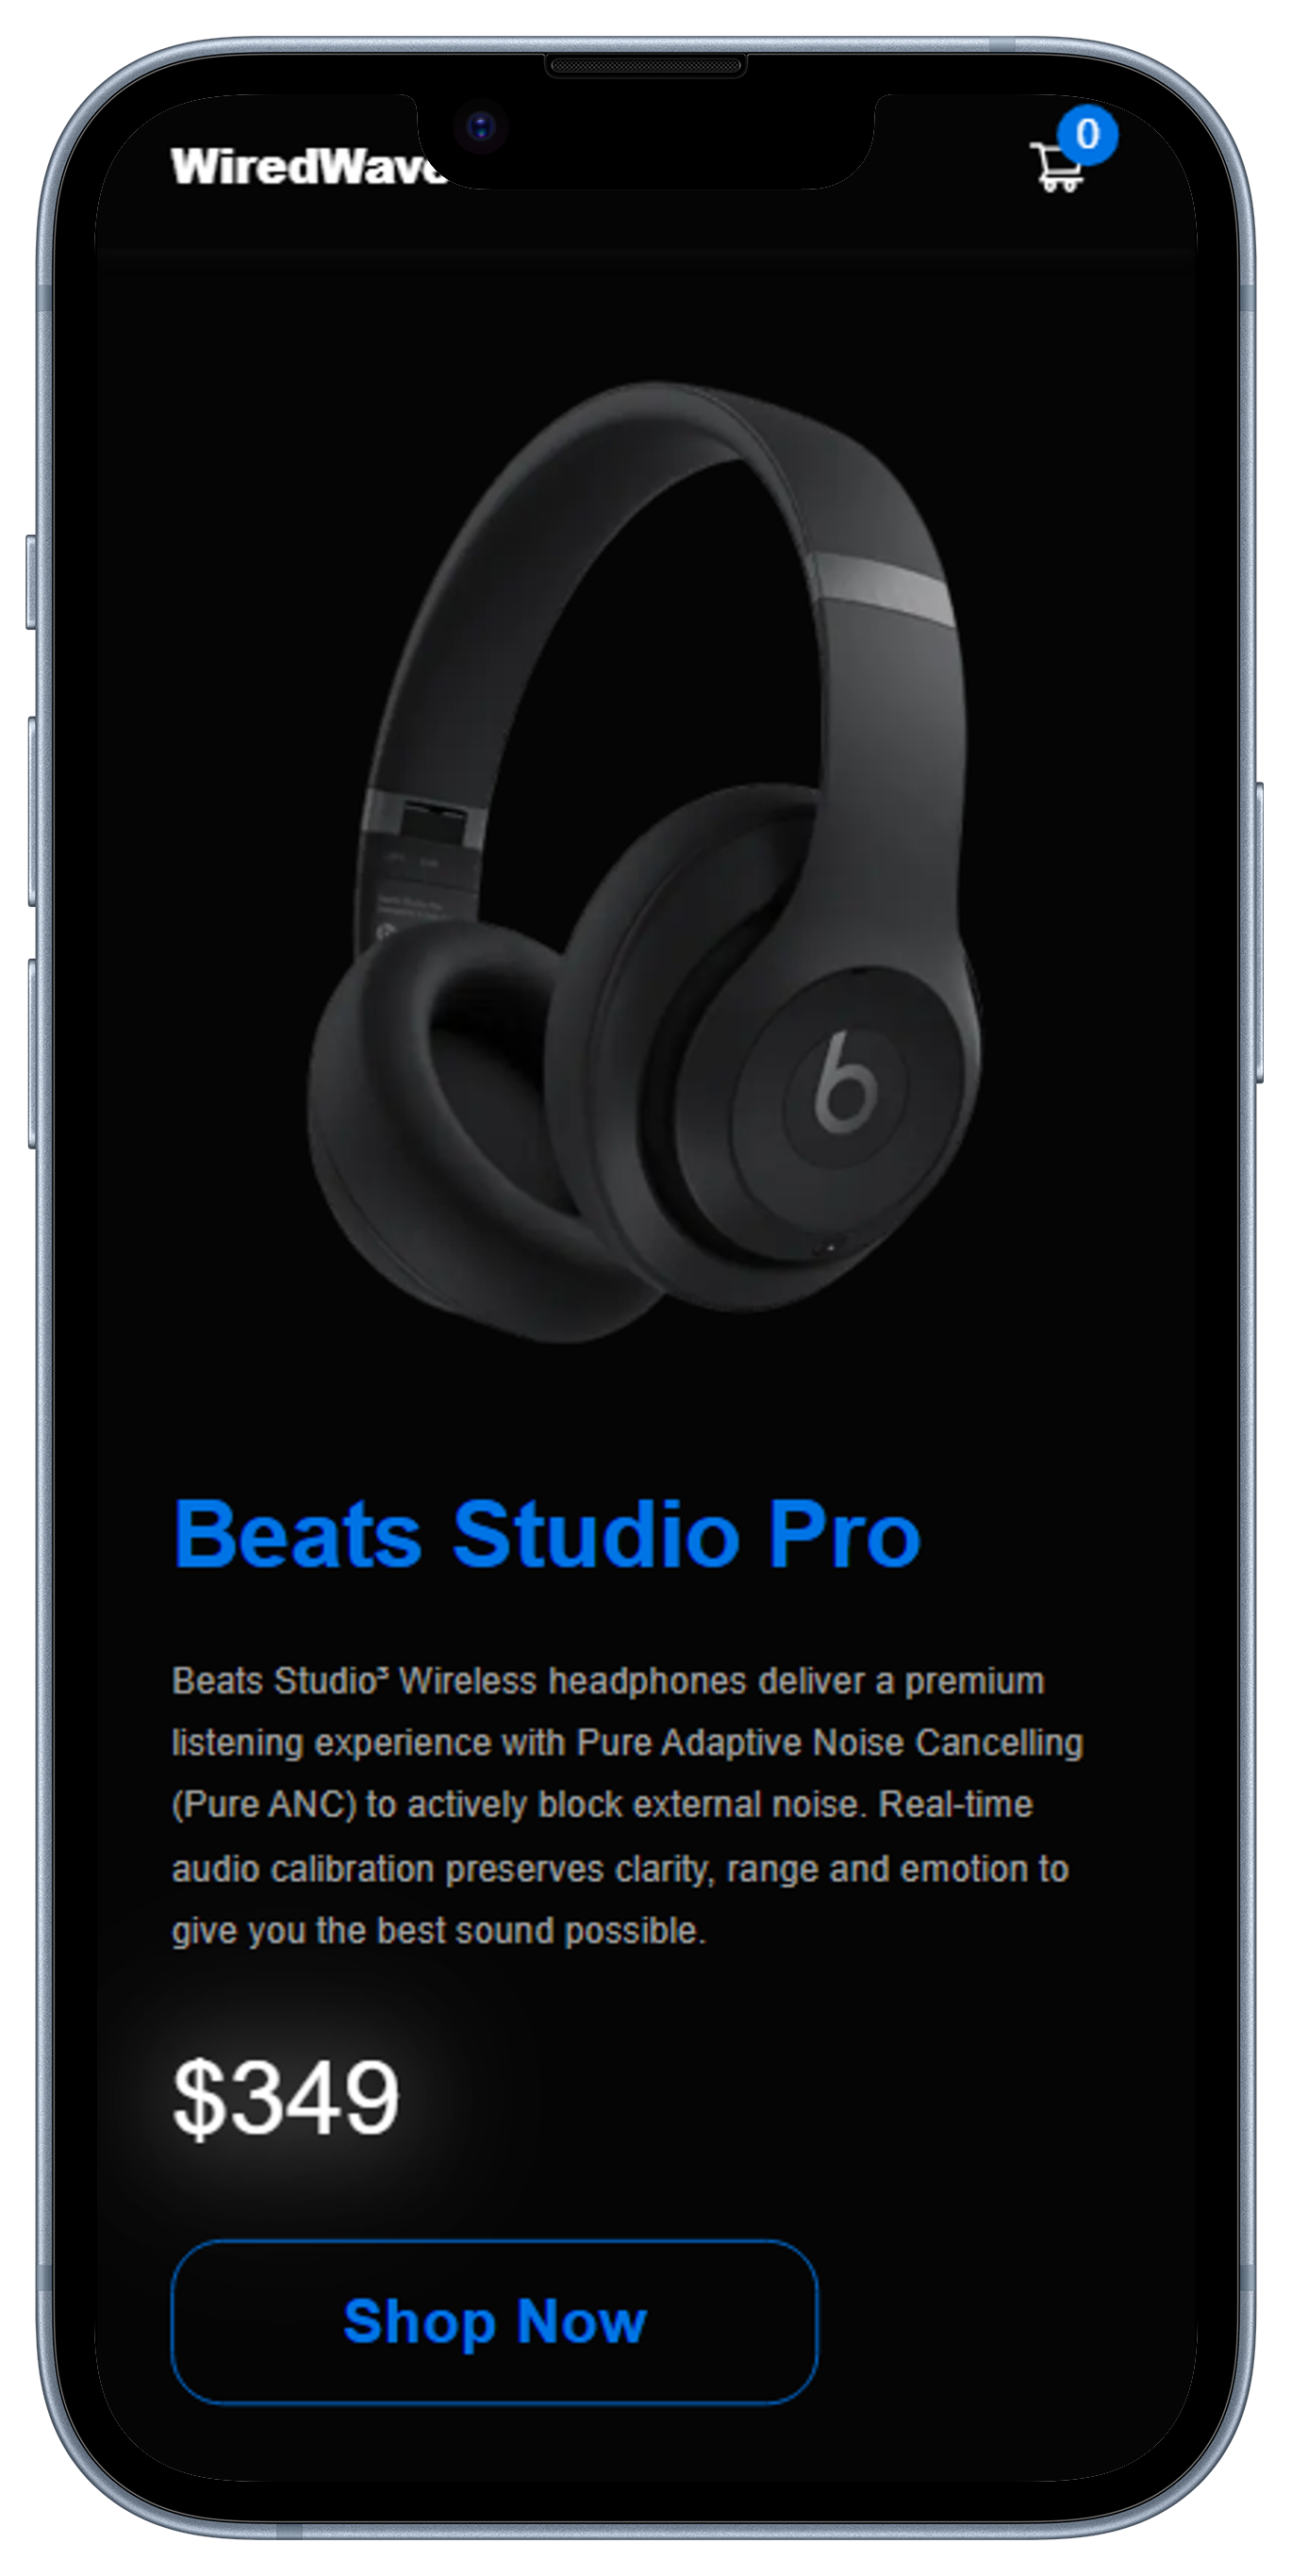 WiredWave
0
b
Beats Studio Pro
Beats Studio³ Wireless headphones deliver a premium
listening experience with Pure Adaptive Noise Cancelling
(Pure ANC) to actively block external noise. Real-time
audio calibration preserves clarity, range and emotion to
give you the best sound possible.
$349
Shop Now